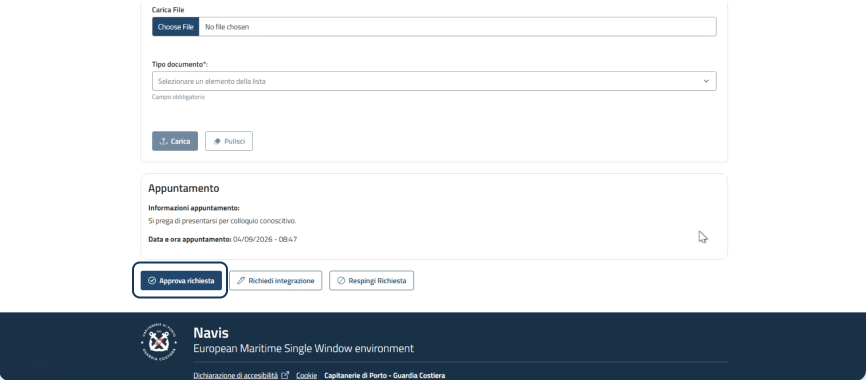 Carica File
Choose File No file chosen
Tipo documento*:
Selezionare un elemento della lista
Campo obbligatorio
Carica Pulisci
Appuntamento
Informazioni appuntamento:
Si prega di presentarsi per colloquio conoscitivo.
Data e ora appuntamento: 04/09/2026 - 08:47
Approva richiesta Richiedi integrazione Respingi Richiesta
Navis
European Maritime Single Window environment
Dichiarazione di accesibilità Cookie Capitanerie di Porto - Guardia Costiera